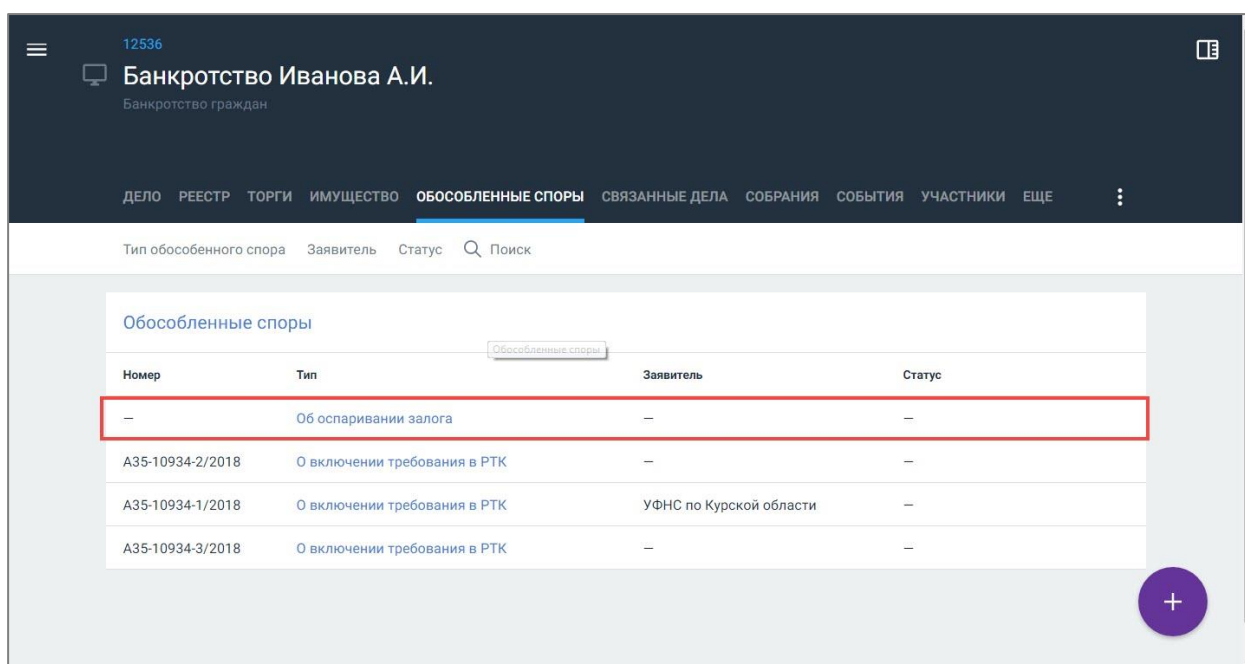 12536
Банкротство Иванова А.И.
Банкротство граждан
ДЕЛО РЕЕСТР ТОРГИ ИМУЩЕСТВО ОБОСОБЛЕННЫЕ СПОРЫ СВЯЗАННЫЕ ДЕЛА СОБРАНИЯ СОБЫТИЯ УЧАСТНИКИ ЕЩЕ
Тип обособенного спора Заявитель Статус Поиск
Обособленные споры
Обособленные споры
Номер Тип Заявитель Статус
— Об оспаривании залога — —
А35-10934-2/2018 О включении требования в РТК — —
А35-10934-1/2018 О включении требования в РТК УФНС по Курской области —
А35-10934-3/2018 О включении требования в РТК — —